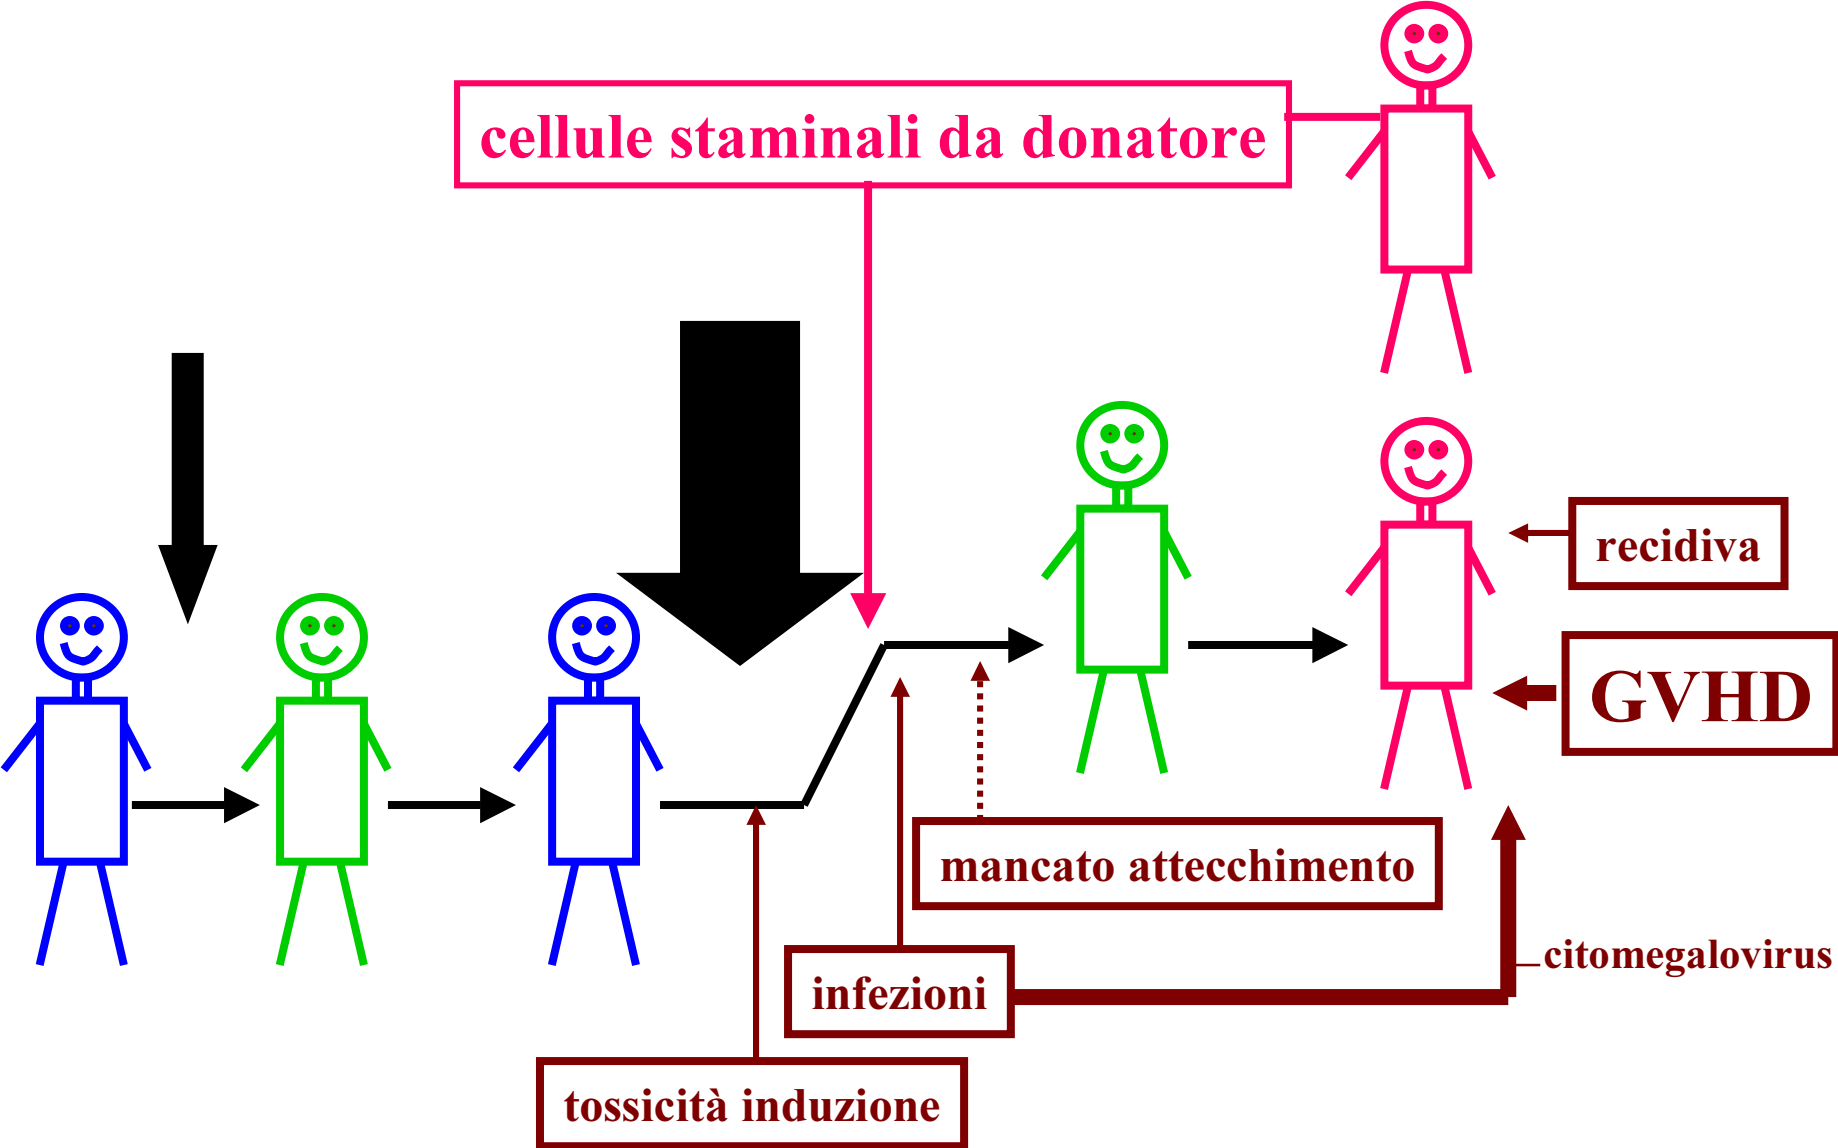 cellule staminali da donatore
recidiva
GVHD
mancato attecchimento
citomegalovirus
infezioni
tossicità induzione